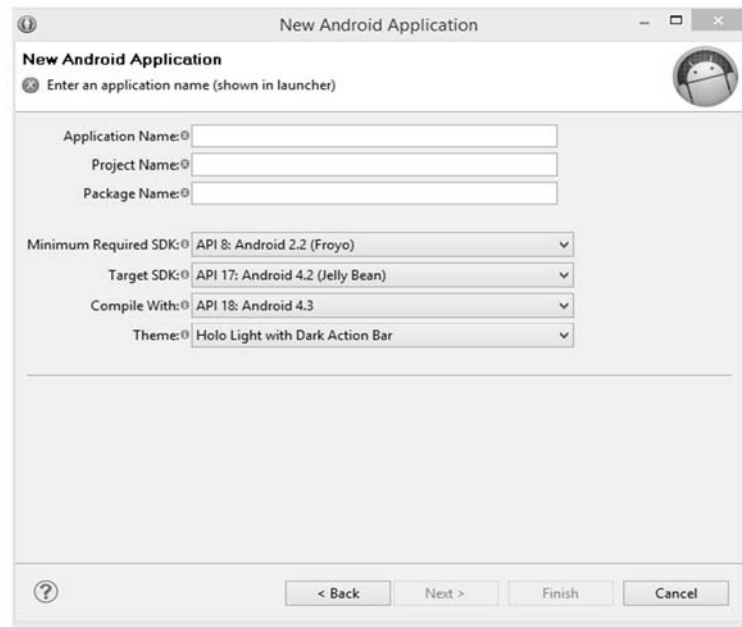 New Android Application
New Android Application
Enter an application name (shown in launcher)
Application Name:
Project Name:
Package Name:
Minimum Required SDK: API 8: Android 2.2 (Froyo)
Target SDK: API 17: Android 4.2 (Jelly Bean)
Compile With: API 18: Android 4.3
Theme: Holo Light with Dark Action Bar
? < Back Next > Finish Cancel